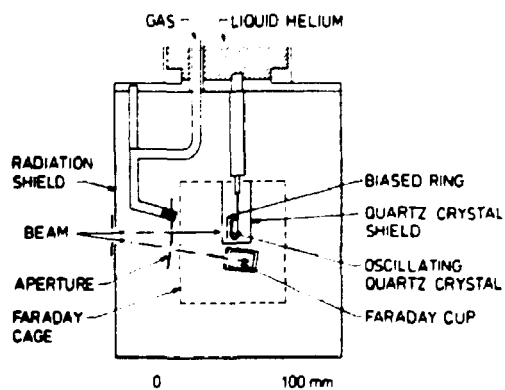 GAS
LIQUID HELIUM
RADIATION
SHIELD
BEAM
APERTURE
FARADAY
CAGE
BIASED RING
QUARTZ CRYSTAL
SHIELD
OSCILLATING
QUARTZ CRYSTAL
FARADAY CUP
0 100 mm